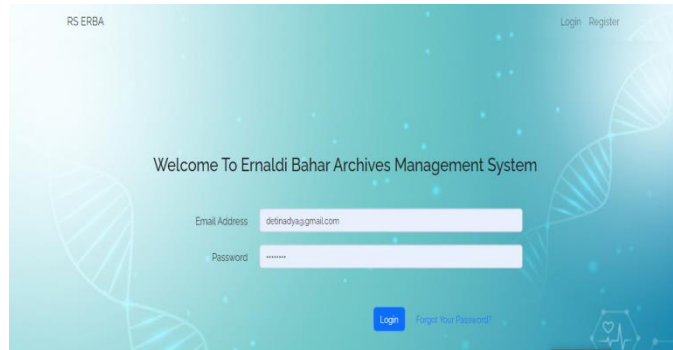 RS ERBA
Login Register
Welcome To Ernaldi Bahar Archives Management System
Email Address detinadya@gmail.com
Password ········
Login Forgot Your Password?